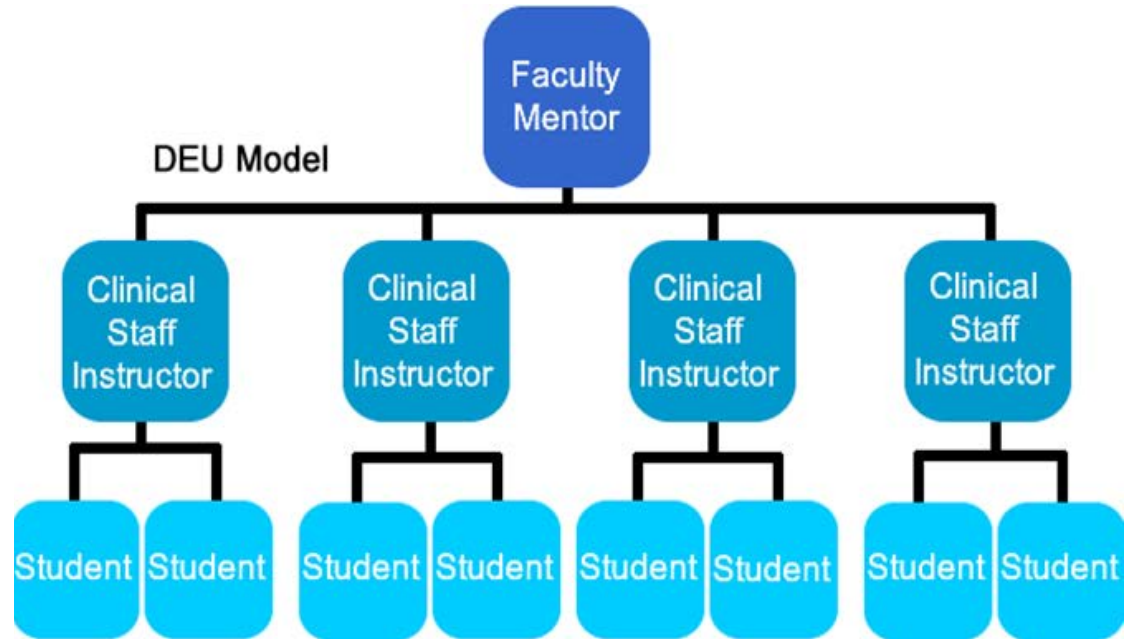 Faculty
Mentor
DEU Model
Clinical
Staff
Instructor
Clinical
Staff
Instructor
Clinical
Staff
Instructor
Clinical
Staff
Instructor
Student
Student
Student
Student
Student
Student
Student
Student